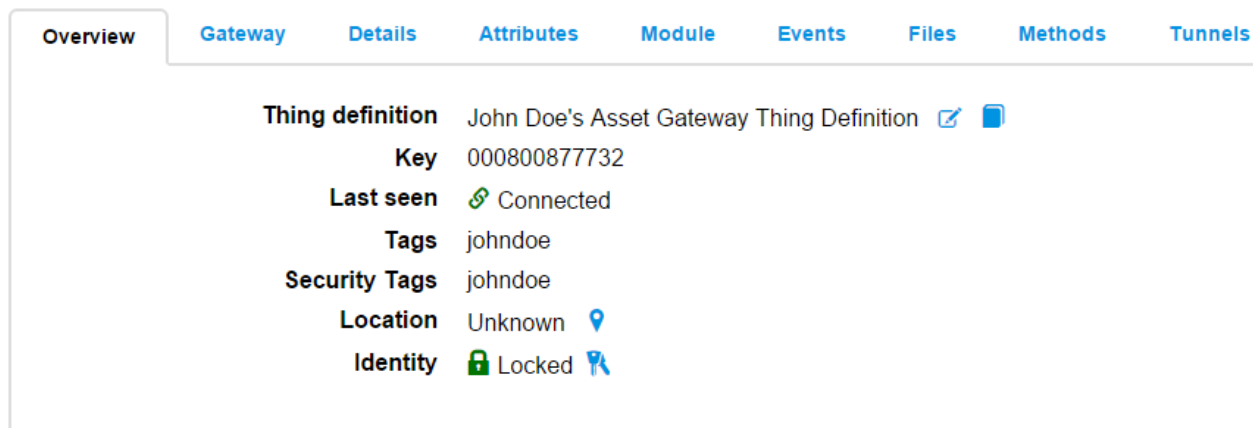 Overview Gateway Details Attributes Module Events Files Methods Tunnels
Thing definition John Doe's Asset Gateway Thing Definition
Key 000800877732
Last seen Connected
Tags johndoe
Security Tags johndoe
Location Unknown
Identity Locked